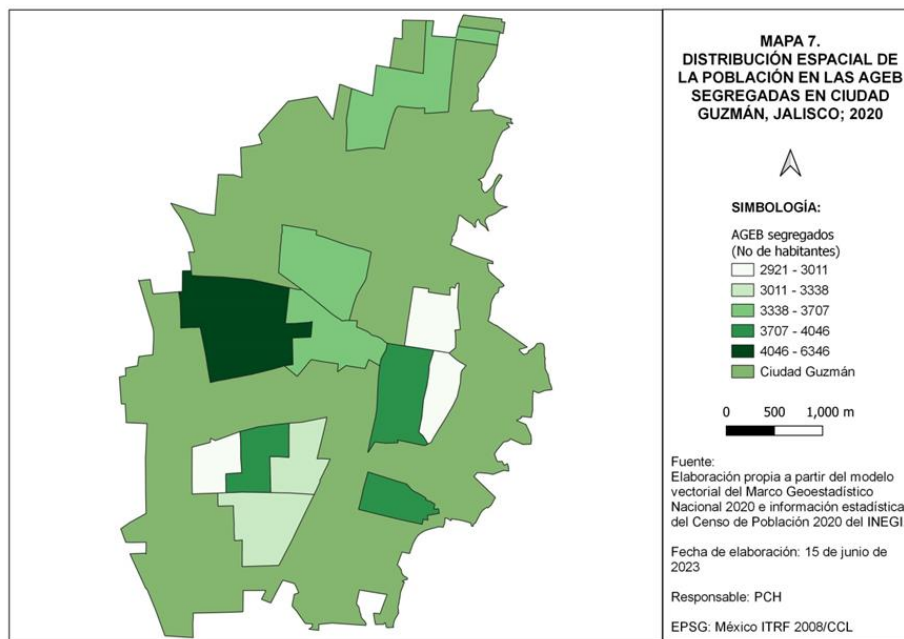 MAPA 7.
DISTRIBUCIÓN ESPACIAL DE
LA POBLACIÓN EN LAS AGEB
SEGREGADAS EN CIUDAD
GUZMÁN, JALISCO; 2020
SIMBOLOGÍA:
AGEB segregados
(No de habitantes)
2921 - 3011
3011 - 3338
3338 - 3707
3707 - 4046
4046 - 6346
Ciudad Guzmán
0 500 1,000 m
Fuente:
Elaboración propia a partir del modelo
vectorial del Marco Geoestadístico
Nacional 2020 e información estadística
del Censo de Población 2020 del INEGI
Fecha de elaboración: 15 de junio de
2023
Responsable: PCH
EPSG: México ITRF 2008/CCL